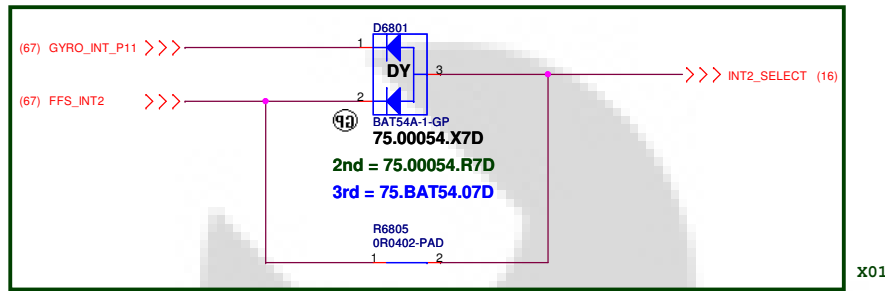 D6801
(67) GYRO_INT_P11
1
DY
3
INT2_SELECT (16)
(67) FFS_INT2
2
GP
BAT54A-1-GP
75.00054.X7D
2nd = 75.00054.R7D
3rd = 75.BAT54.07D
R6805
0R0402-PAD
1
2
X01